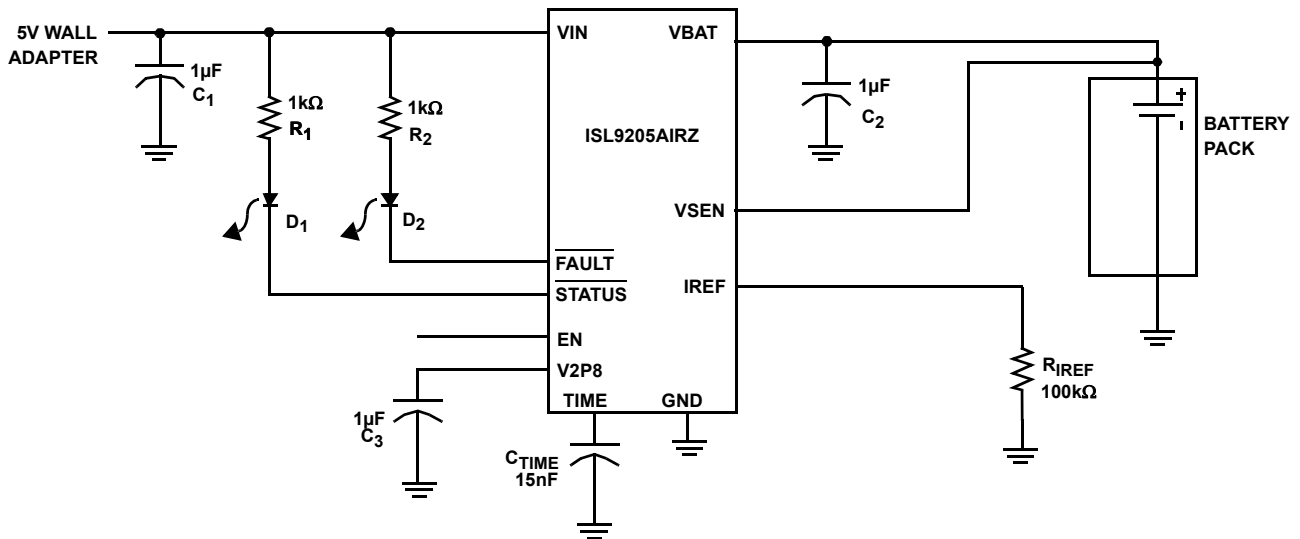 5V WALL
ADAPTER
1µF
C1
1kΩ
R1
1kΩ
R2
D1
D2
VIN
VBAT
ISL9205AIRZ
VSEN
FAULT
STATUS
IREF
EN
V2P8
TIME
GND
1µF
C2
+
-
BATTERY
PACK
RIREF
100kΩ
1µF
C3
CTIME
15nF